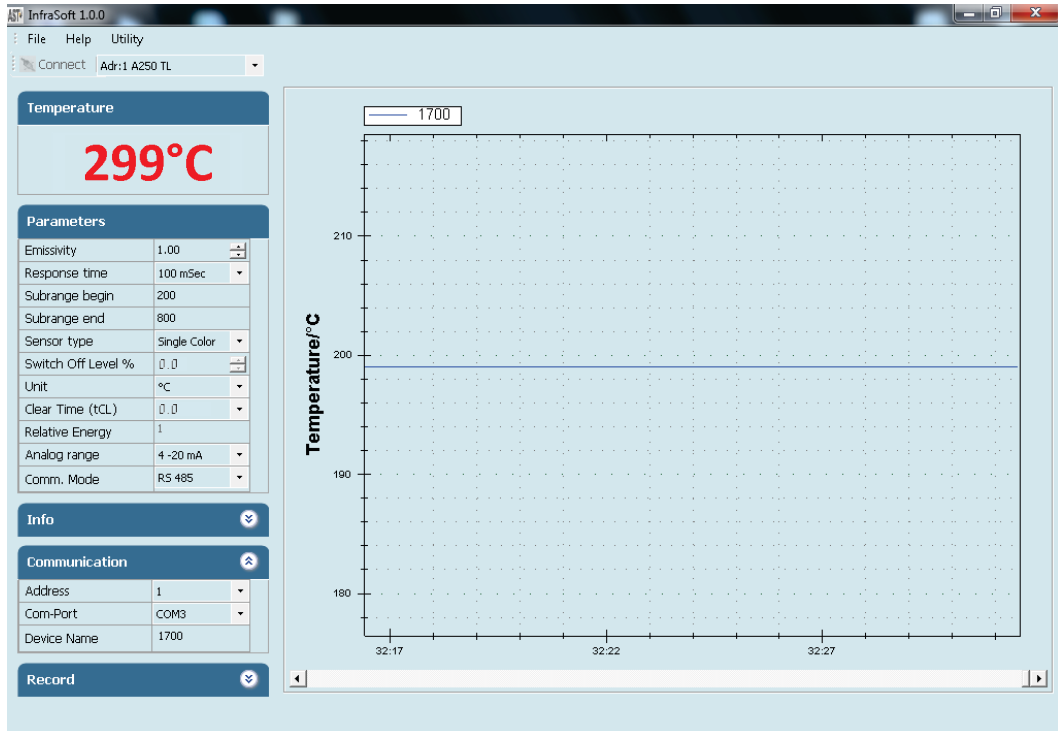 AST InfraSoft 1.0.0
File Help Utility
Connect Adr:1 A250 TL
Temperature
299°C
Parameters
Emissivity 1.00
Response time 100 mSec
Subrange begin 200
Subrange end 800
Sensor type Single Color
Switch Off Level % 0.0
Unit °C
Clear Time (tCL) 0.0
Relative Energy 1
Analog range 4 -20 mA
Comm. Mode RS 485
Info
Communication
Address 1
Com-Port COM3
Device Name 1700
Record
1700
Temperature/°C
210
200
190
180
32:17 32:22 32:27